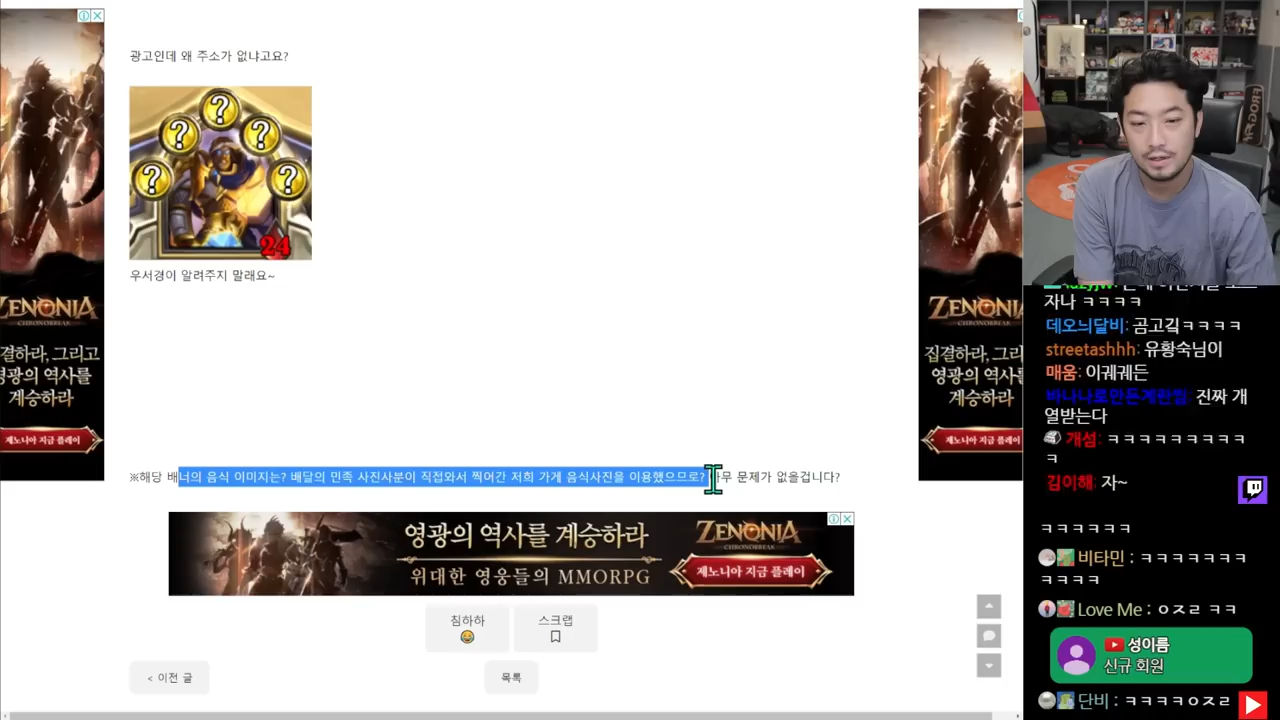 광고인데 왜 주소가 없냐고요?
?
?
?
?
?
24
우서경이 알려주지 말래요~
ZENONIA
CHRONOBREAK
결하라, 그리고
영광의 역사를
계승하라
제노니아 지금 플레이
※해당 배너의 음식 이미지는? 배달의 민족 사진사분이 직접와서 찍어간 저희 가게 음식사진을 이용했으므로? 아무 문제가 없을겁니다?
영광의 역사를 계승하라
위대한 영웅들의 MMORPG
ZENONIA
CHRONOBREAK
제노니아 지금 플레이
침하하
스크랩
< 이전 글
목록
ZENONIA
CHRONOBREAK
집결하라, 그리
영광의 역사를
계승하라
제노니아 지금 플레이
자나 ㅋㅋㅋㅋ
데오늬달비: 곰고긱ㅋㅋㅋㅋ
streetashhh: 유황숙님이
매움: 이궤궤든
바나나로만든계란찜: 진짜 개
열받는다
개섬: ㅋㅋㅋㅋㅋㅋㅋㅋㅋ
ㅋ
김이해: 자~
ㅋㅋㅋㅋㅋㅋ
비타민 : ㅋㅋㅋㅋㅋㅋㅋ
ㅋㅋㅋㅋ
Love Me : ㅇㅈㄹ ㅋㅋ
성이름
신규 회원
단비 : ㅋㅋㅋㅋㅇㅈㄹ